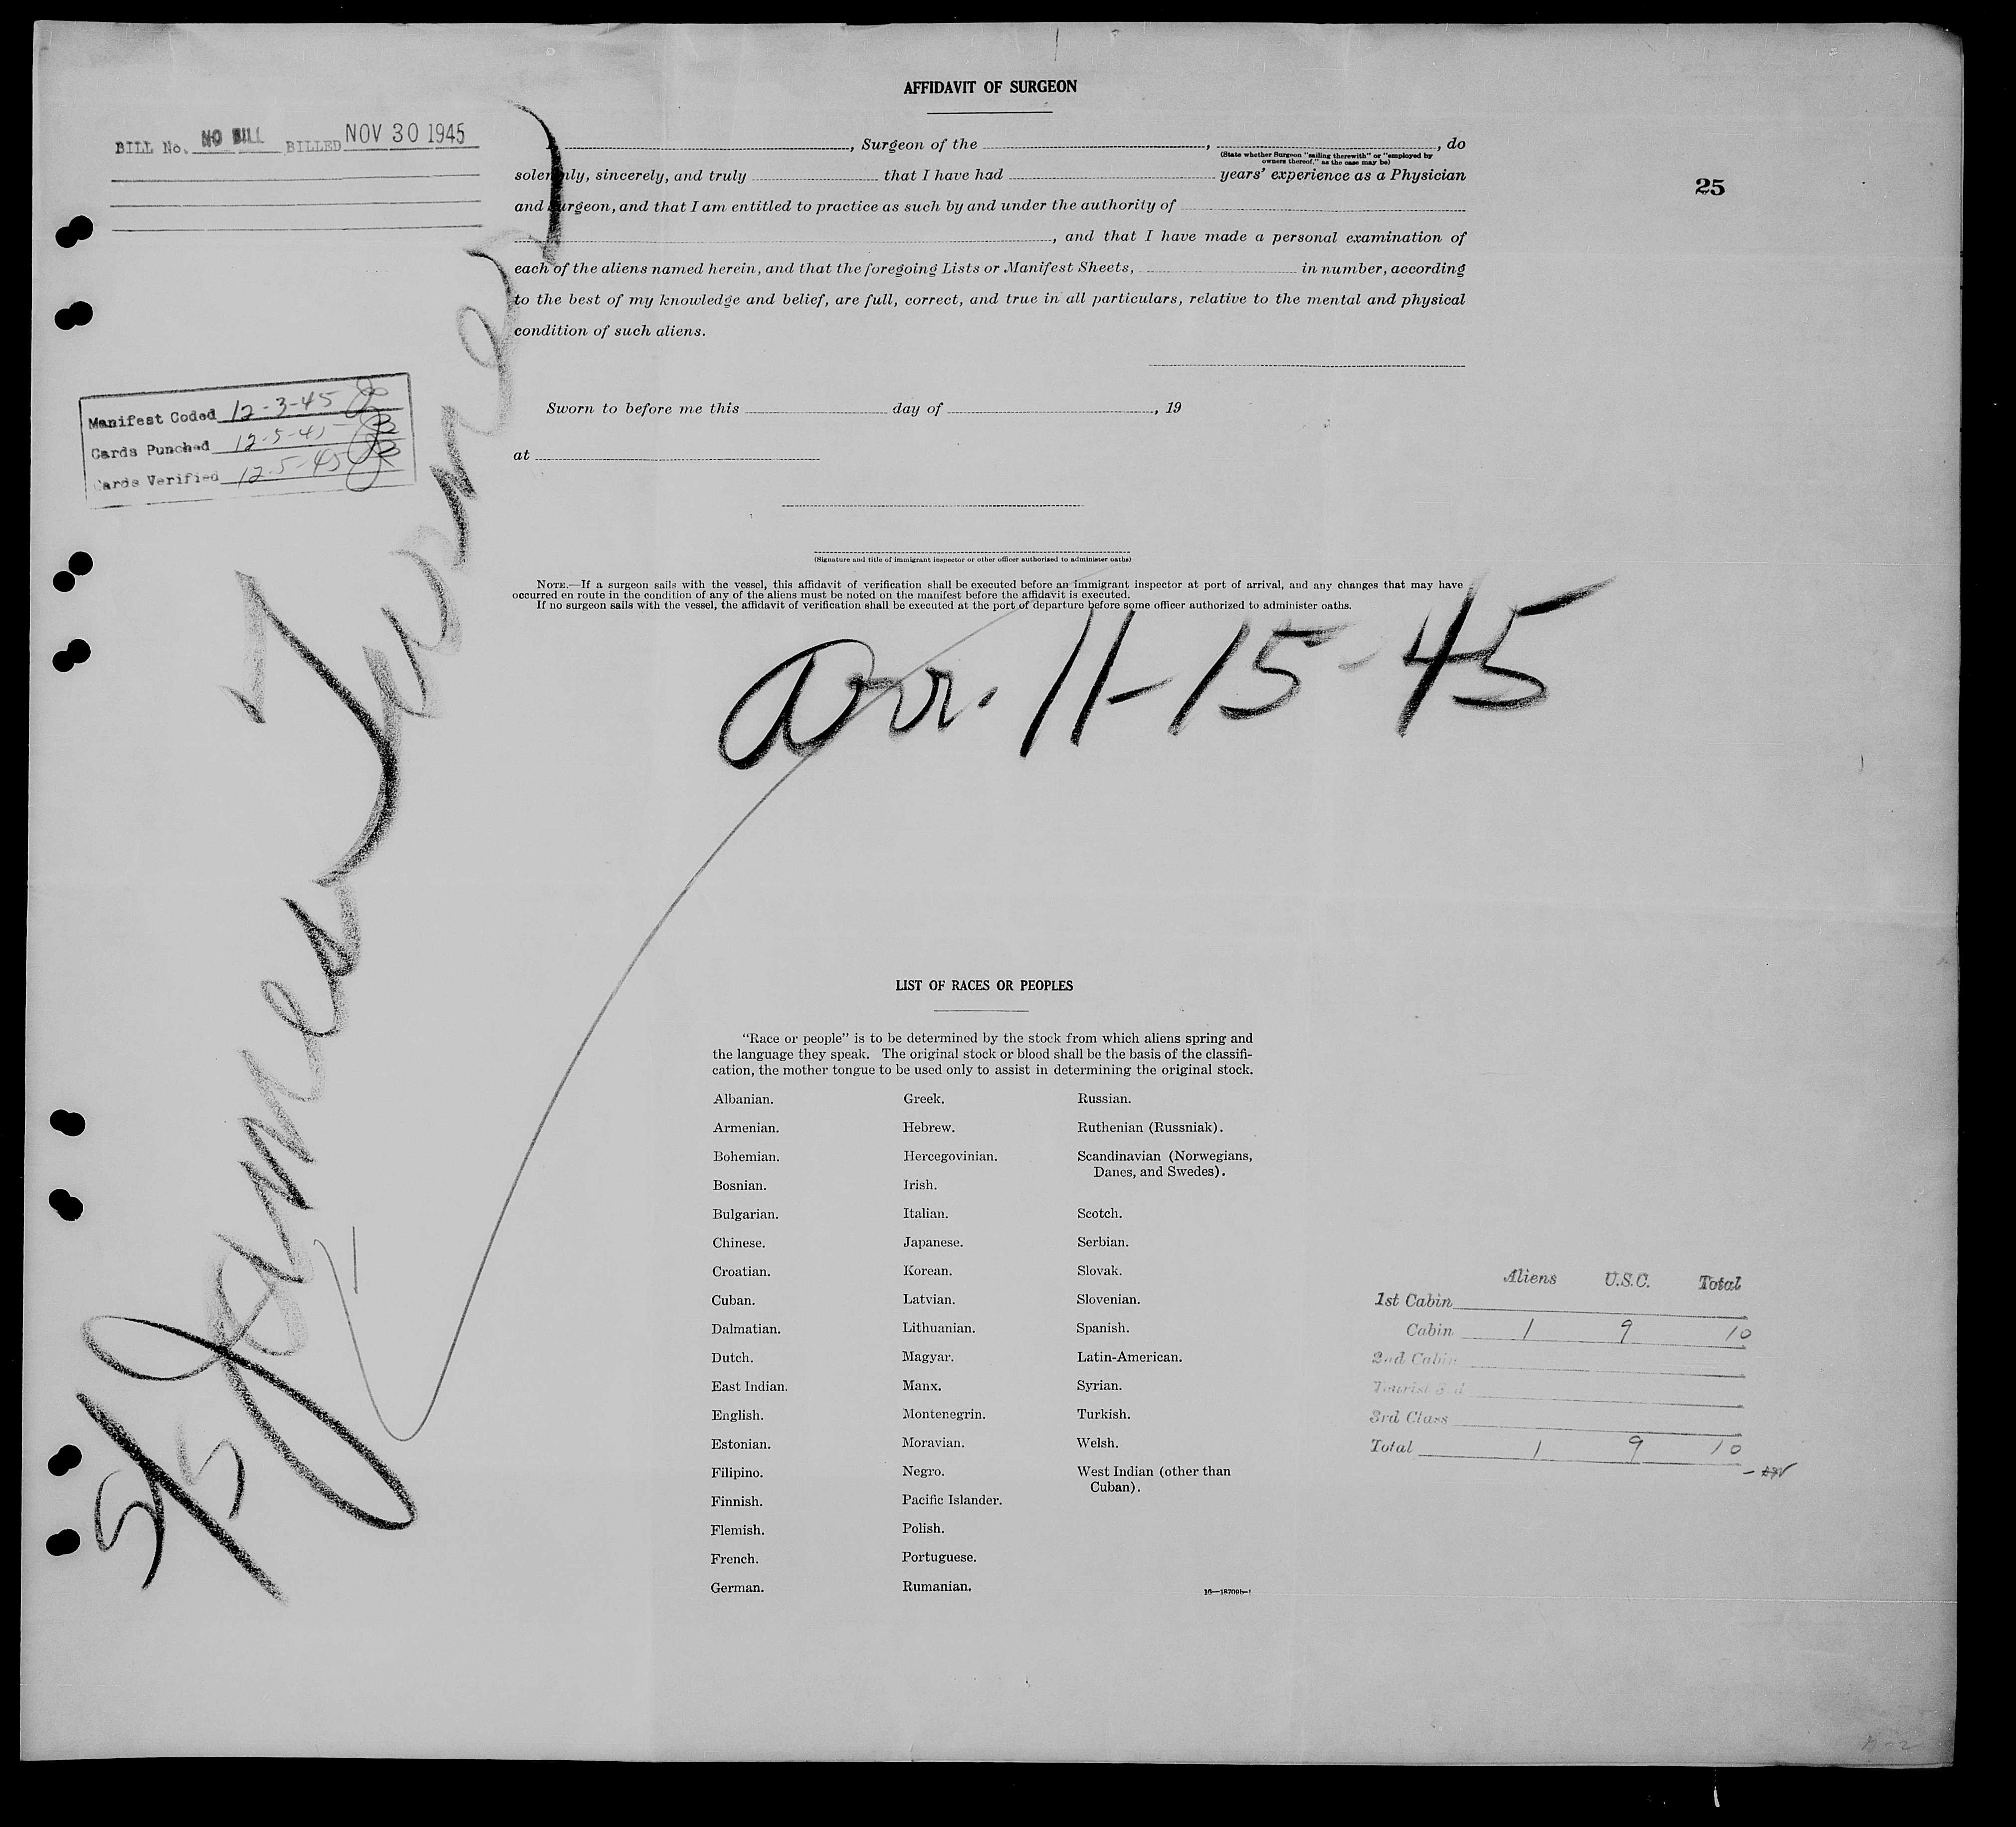 AFFIDAVIT OF SURGEON
BILL No. NO BILL BILLED NOV 30 1945
25
, Surgeon of the , , do
(State whether Surgeon "sailing therewith" or "employed by
owners thereof," as the case may be)
solemnly, sincerely, and truly that I have had years' experience as a Physician
and Surgeon, and that I am entitled to practice as such by and under the authority of
, and that I have made a personal examination of
each of the aliens named herein, and that the foregoing Lists or Manifest Sheets, in number, according
to the best of my knowledge and belief, are full, correct, and true in all particulars, relative to the mental and physical
condition of such aliens.
Manifest Coded 12-3-45
Cards Punched 12-5-45
Cards Verified 12-5-45
Sworn to before me this day of , 19
at
(Signature and title of immigrant inspector or other officer authorized to administer oaths)
NOTE.—If a surgeon sails with the vessel, this affidavit of verification shall be executed before an immigrant inspector at port of arrival, and any changes that may have
occurred en route in the condition of any of the aliens must be noted on the manifest before the affidavit is executed.
If no surgeon sails with the vessel, the affidavit of verification shall be executed at the port of departure before some officer authorized to administer oaths.
S/S James Turner
Arr. 11-15-45
LIST OF RACES OR PEOPLES
"Race or people" is to be determined by the stock from which aliens spring and
the language they speak. The original stock or blood shall be the basis of the classifi-
cation, the mother tongue to be used only to assist in determining the original stock.
Albanian.
Armenian.
Bohemian.
Bosnian.
Bulgarian.
Chinese.
Croatian.
Cuban.
Dalmatian.
Dutch.
East Indian.
English.
Estonian.
Filipino.
Finnish.
Flemish.
French.
German.
Greek.
Hebrew.
Hercegovinian.
Irish.
Italian.
Japanese.
Korean.
Latvian.
Lithuanian.
Magyar.
Manx.
Montenegrin.
Moravian.
Negro.
Pacific Islander.
Polish.
Portuguese.
Rumanian.
Russian.
Ruthenian (Russniak).
Scandinavian (Norwegians,
Danes, and Swedes).
Scotch.
Serbian.
Slovak.
Slovenian.
Spanish.
Latin-American.
Syrian.
Turkish.
Welsh.
West Indian (other than
Cuban).
16—18709b-1
Aliens U.S.C. Total
1st Cabin
Cabin 1 9 10
2nd Cabin
Tourist 3d
3rd Class
Total 1 9 10